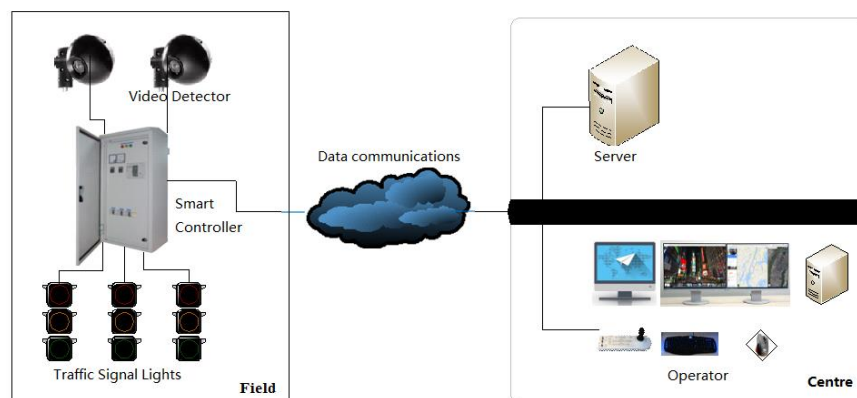 Video Detector
Data communications
Server
Smart
Controller
Traffic Signal Lights
Field
Operator
Centre